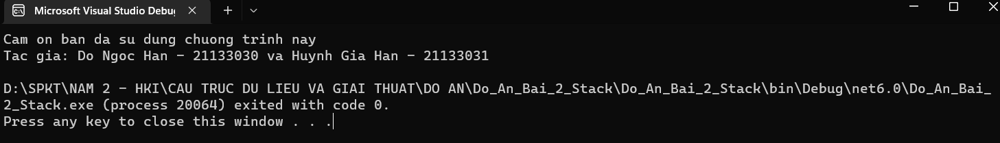 Microsoft Visual Studio Debu
Cam on ban da su dung chuong trinh nay
Tac gia: Do Ngoc Han - 21133030 va Huynh Gia Han - 21133031
D:\SPKT\NAM 2 - HKI\CAU TRUC DU LIEU VA GIAI THUAT\DO AN\Do_An_Bai_2_Stack\Do_An_Bai_2_Stack\bin\Debug\net6.0\Do_An_Bai_
2_Stack.exe (process 20064) exited with code 0.
Press any key to close this window . . .